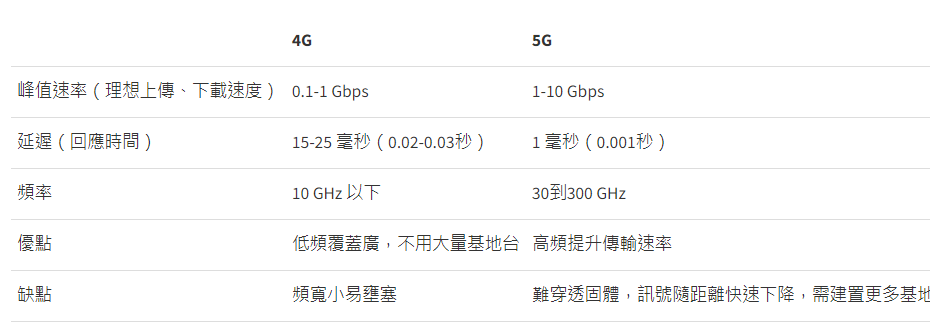 4G 5G
峰值速率（理想上傳、下載速度） 0.1-1 Gbps 1-10 Gbps
延遲（回應時間） 15-25 毫秒（0.02-0.03秒） 1 毫秒（0.001秒）
頻率 10 GHz 以下 30到300 GHz
優點 低頻覆蓋廣，不用大量基地台 高頻提升傳輸速率
缺點 頻寬小易壅塞 難穿透固體，訊號隨距離快速下降，需建置更多基地